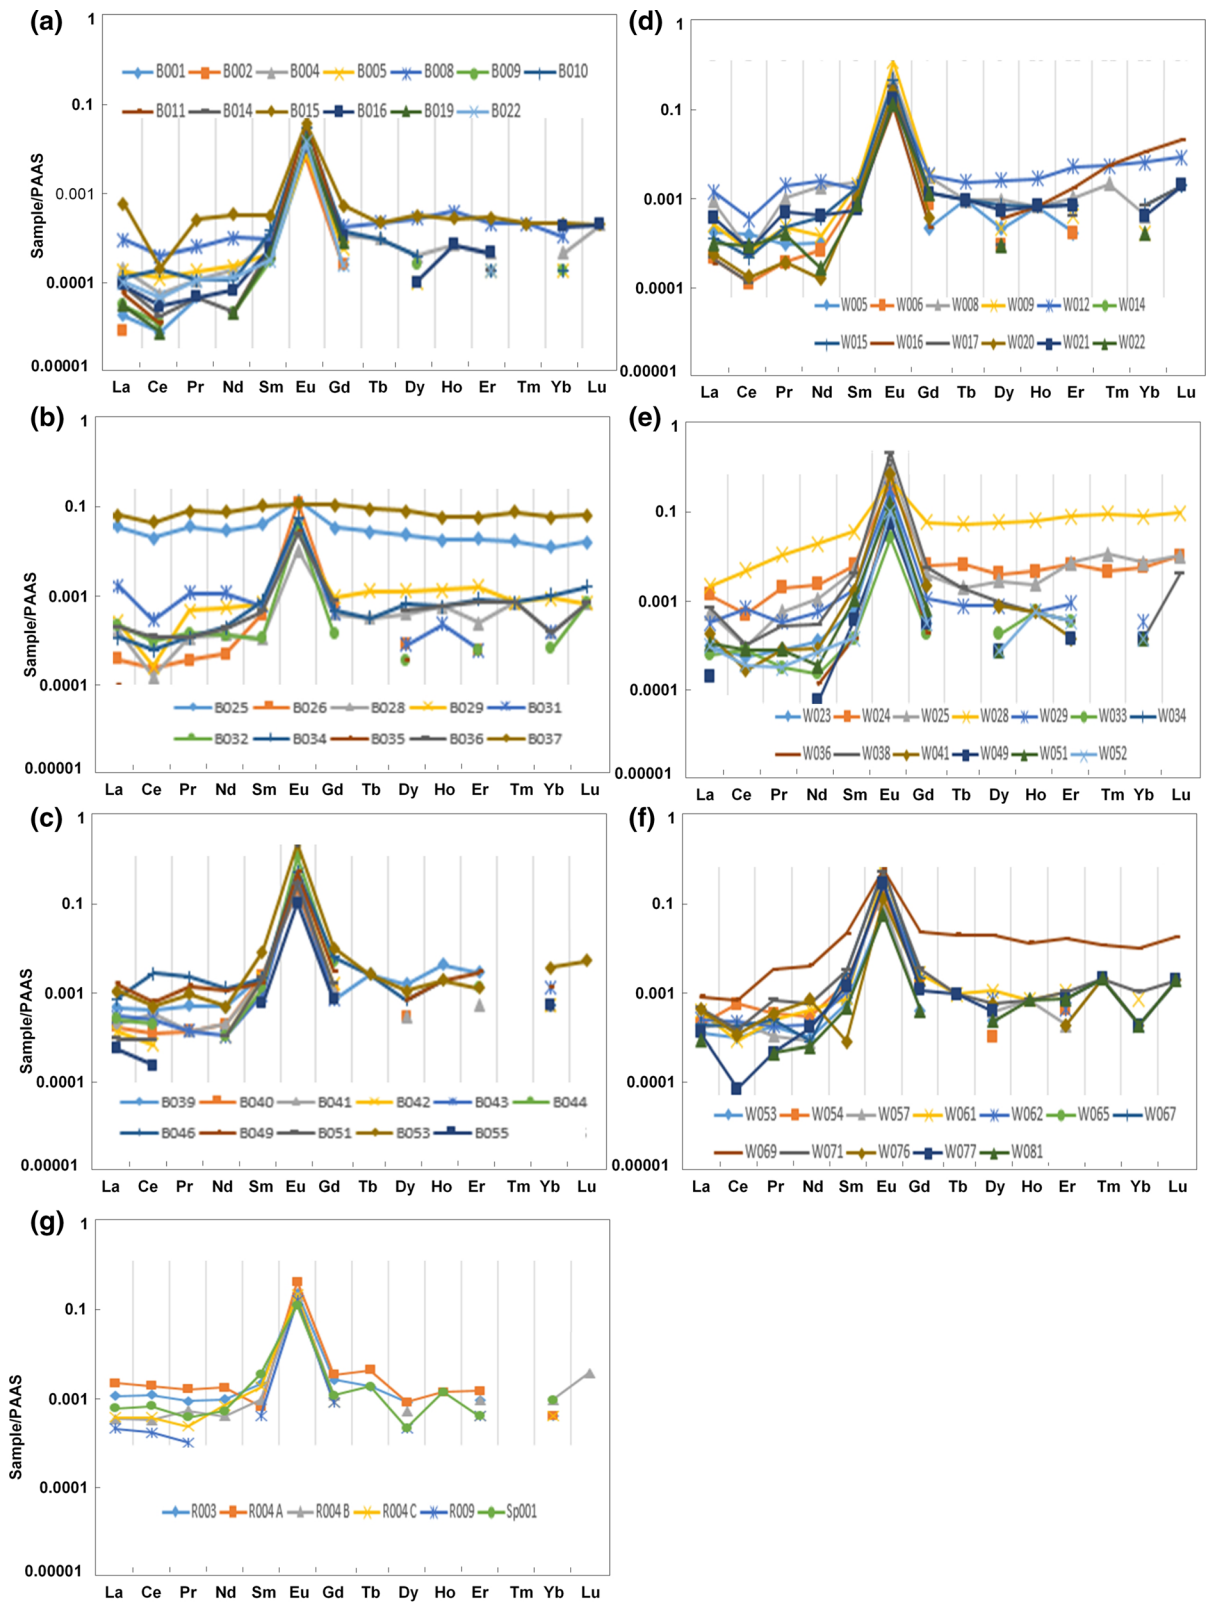 (a)
1
0.1
0.001
0.0001
0.00001
Sample/PAAS
B001 B002 B004 B005 B008 B009 B010
B011 B014 B015 B016 B019 B022
La Ce Pr Nd Sm Eu Gd Tb Dy Ho Er Tm Yb Lu
(d)
1
0.1
0.001
0.0001
0.00001
W005 W006 W008 W009 W012 W014
W015 W016 W017 W020 W021 W022
La Ce Pr Nd Sm Eu Gd Tb Dy Ho Er Tm Yb Lu
(b)
1
0.1
0.001
0.0001
0.00001
Sample/PAAS
B025 B026 B028 B029 B031
B032 B034 B035 B036 B037
La Ce Pr Nd Sm Eu Gd Tb Dy Ho Er Tm Yb Lu
(e)
1
0.1
0.001
0.0001
0.00001
W023 W024 W025 W028 W029 W033 W034
W036 W038 W041 W049 W051 W052
La Ce Pr Nd Sm Eu Gd Tb Dy Ho Er Tm Yb Lu
(c)
1
0.1
0.001
0.0001
0.00001
B039 B040 B041 B042 B043 B044
B046 B049 B051 B053 B055
La Ce Pr Nd Sm Eu Gd Tb Dy Ho Er Tm Yb Lu
(f)
1
0.1
0.001
0.0001
0.00001
W053 W054 W057 W061 W062 W065 W067
W069 W071 W076 W077 W081
La Ce Pr Nd Sm Eu Gd Tb Dy Ho Er Tm Yb Lu
(g)
1
0.1
0.001
0.0001
0.00001
Sample/PAAS
R003 R004 A R004 B R004 C R009 Sp001
La Ce Pr Nd Sm Eu Gd Tb Dy Ho Er Tm Yb Lu